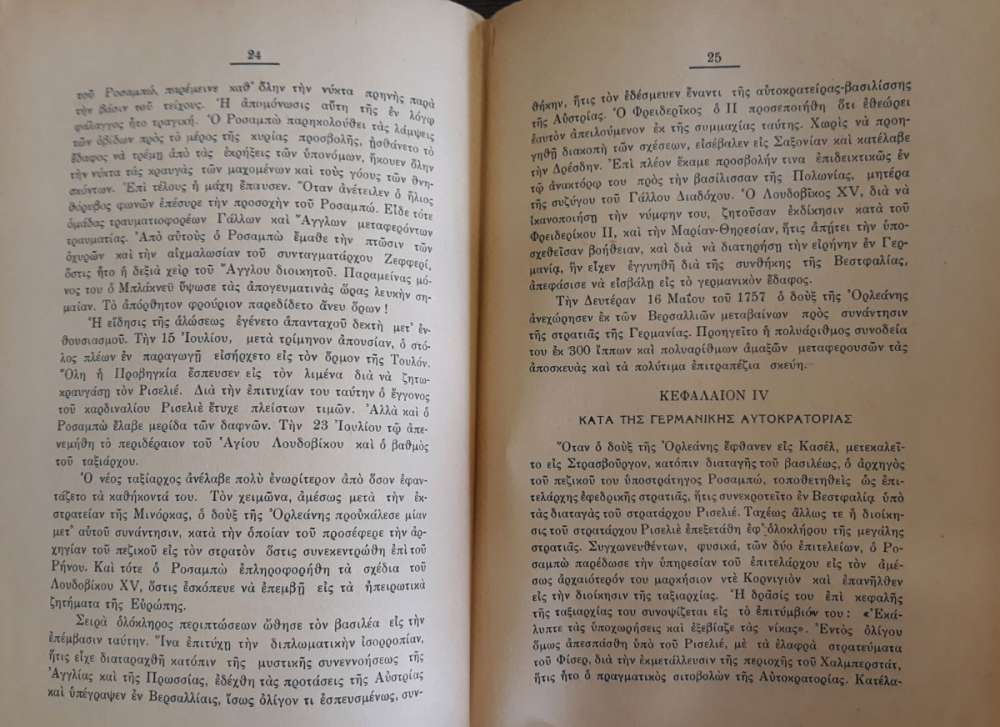 24
τοῦ Ροσαμπώ, παρέμεινε καθ' ὅλην τὴν νύκτα πρηνὴς παρὰ
τὴν βάσιν τοῦ τείχους. Ἡ ἀπομόνωσις αὕτη τῆς ἐν λόγῳ
φάλαγγος ἦτο τραγική. Ὁ Ροσαμπὼ παρηκολούθει τὰς λάμψεις
τῶν ὀβίδων πρὸς τὸ μέρος τῆς κυρίας προσβολῆς, ᾐσθάνετο τὸ
ἔδαφος νὰ τρέμῃ ἀπὸ τὰς ἐκρήξεις τῶν ὑπονόμων, ἤκουεν ὅλην
τὴν νύκτα τὰς κραυγὰς τῶν μαχομένων καὶ τοὺς γόους τῶν θνη-
σκόντων. Ἐπὶ τέλους ἡ μάχη ἔπαυσεν. Ὅταν ἀνέτειλεν ὁ ἥλιος
θόρυβος φωνῶν ἐπέσυρε τὴν προσοχὴν τοῦ Ροσαμπώ. Εἶδε τότε
ὁμάδας τραυματιοφορέων Γάλλων καὶ Ἄγγλων μεταφερόντων
τραυματίας. Ἀπὸ αὐτοὺς ὁ Ροσαμπὼ ἔμαθε τὴν πτῶσιν τῶν
ὀχυρῶν καὶ τὴν αἰχμαλωσίαν τοῦ συνταγματάρχου Ζεφφερί,
ὅστις ἦτο ἡ δεξιὰ χεὶρ τοῦ Ἄγγλου διοικητοῦ. Παραμείνας μό-
νος του ὁ Μπλάκνεϋ ὕψωσε τὰς ἀπογευματινὰς ὥρας λευκὴν ση-
μαίαν. Τὸ ἀπόρθητον φρούριον παρεδίδετο ἄνευ ὅρων !
Ἡ εἴδησις τῆς ἁλώσεως ἐγένετο ἁπανταχοῦ δεκτὴ μετ' ἐν-
θουσιασμοῦ. Τὴν 15 Ἰουλίου, μετὰ τρίμηνον ἀπουσίαν, ὁ στό-
λος πλέων ἐν παραγωγῇ εἰσήρχετο εἰς τὸν ὅρμον τῆς Τουλόν.
Ὅλη ἡ Προβηγκία ἔσπευσεν εἰς τὸν λιμένα διὰ νὰ ζητω-
κραυγάσῃ τὸν Ρισελιέ. Διὰ τὴν ἐπιτυχίαν του ταύτην ὁ ἔγγονος
τοῦ καρδιναλίου Ρισελιὲ ἔτυχε πλείστων τιμῶν. Ἀλλὰ καὶ ὁ
Ροσαμπὼ ἔλαβε μερίδα τῶν δαφνῶν. Τὴν 23 Ἰουλίου τῷ ἀπε-
νεμήθη τὸ περιδέραιον τοῦ Ἁγίου Λουδοβίκου καὶ ὁ βαθμὸς
τοῦ ταξιάρχου.
Ὁ νέος ταξίαρχος ἀνέλαβε πολὺ ἐνωρίτερον ἀπὸ ὅσον ἐφαν-
τάζετο τὰ καθήκοντά του. Τὸν χειμῶνα, ἀμέσως μετὰ τὴν ἐκ-
στρατείαν τῆς Μινόρκας, ὁ δοὺξ τῆς Ὀρλεάνης προὐκάλεσε μίαν
μετ' αὐτοῦ συνάντησιν, κατὰ τὴν ὁποίαν τοῦ προσέφερε τὴν ἀρ-
χηγίαν τοῦ πεζικοῦ εἰς τὸν στρατὸν ὅστις συνεκεντρώθη ἐπὶ τοῦ
Ρήνου. Καὶ τότε ὁ Ροσαμπὼ ἐπληροφορήθη τὰ σχέδια τοῦ
Λουδοβίκου XV, ὅστις ἐσκόπευε νὰ ἐπεμβῇ εἰς τὰ ἠπειρωτικὰ
ζητήματα τῆς Εὐρώπης.
Σειρὰ ὁλόκληρος περιπτώσεων ὤθησε τὸν βασιλέα εἰς τὴν
ἐπέμβασιν ταύτην. Ἵνα ἐπιτύχῃ τὴν διπλωματικὴν ἰσορροπίαν,
ἥτις εἶχε διαταραχθῆ κατόπιν τῆς μυστικῆς συνεννοήσεως τῆς
Ἀγγλίας καὶ τῆς Πρωσσίας, ἐδέχθη τὰς προτάσεις τῆς Αὐστρίας
καὶ ὑπέγραψεν ἐν Βερσαλλίαις, ἴσως ὀλίγον τι ἐσπευσμένως, συν-
25
θήκην, ἥτις τὸν ἐδέσμευεν ἔναντι τῆς αὐτοκρατείρας-βασιλίσσης
τῆς Αὐστρίας. Ὁ Φρειδερῖκος ὁ II προσεποιήθη ὅτι ἐθεώρει
ἑαυτὸν ἀπειλούμενον ἐκ τῆς συμμαχίας ταύτης. Χωρὶς νὰ προη-
γηθῇ διακοπὴ τῶν σχέσεων, εἰσέβαλεν εἰς Σαξονίαν καὶ κατέλαβε
τὴν Δρέσδην. Ἐπὶ πλέον ἔκαμε προσβολήν τινα ἐπιδεικτικῶς ἐν
τῷ ἀνακτόρῳ του πρὸς τὴν βασίλισσαν τῆς Πολωνίας, μητέρα
τῆς συζύγου τοῦ Γάλλου Διαδόχου. Ὁ Λουδοβῖκος XV, διὰ νὰ
ἱκανοποιήσῃ τὴν νύμφην του, ζητοῦσαν ἐκδίκησιν κατὰ τοῦ
Φρειδερίκου II, καὶ τὴν Μαρίαν-Θηρεσίαν, ἥτις ἀπῄτει τὴν ὑπο-
σχεθεῖσαν βοήθειαν, καὶ διὰ νὰ διατηρήσῃ τὴν εἰρήνην ἐν Γερ-
μανίᾳ, ἣν εἶχεν ἐγγυηθῆ διὰ τῆς συνθήκης τῆς Βεστφαλίας,
ἀπεφάσισε νὰ εἰσβάλῃ εἰς τὸ γερμανικὸν ἔδαφος.
Τὴν Δευτέραν 16 Μαΐου τοῦ 1757 ὁ δοὺξ τῆς Ὀρλεάνης
ἀνεχώρησεν ἐκ τῶν Βερσαλλιῶν μεταβαίνων πρὸς συνάντησιν
τῆς στρατιᾶς τῆς Γερμανίας. Προηγεῖτο ἡ πολυάριθμος συνοδεία
του ἐκ 300 ἵππων καὶ πολυαρίθμων ἁμαξῶν μεταφερουσῶν τὰς
ἀποσκευὰς καὶ τὰ πολύτιμα ἐπιτραπέζια σκεύη.
ΚΕΦΑΛΑΙΟΝ IV
ΚΑΤΑ ΤΗΣ ΓΕΡΜΑΝΙΚΗΣ ΑΥΤΟΚΡΑΤΟΡΙΑΣ
Ὅταν ὁ δοὺξ τῆς Ὀρλεάνης ἔφθανεν εἰς Κασέλ, μετεκαλεῖ-
το εἰς Στρασβοῦργον, κατόπιν διαταγῆς τοῦ βασιλέως, ὁ ἀρχηγὸς
τοῦ πεζικοῦ του ὑποστράτηγος Ροσαμπώ, τοποθετηθεὶς ὡς ἐπι-
τελάρχης ἐφεδρικῆς στρατιᾶς, ἥτις συνεκροτεῖτο ἐν Βεστφαλίᾳ ὑπὸ
τὰς διαταγὰς τοῦ στρατάρχου Ρισελιέ. Ταχέως ἄλλως τε ἡ διοίκη-
σις τοῦ στρατάρχου Ρισελιὲ ἐπεξετάθη ἐφ' ὁλοκλήρου τῆς μεγάλης
στρατιᾶς. Συγχωνευθέντων, φυσικά, τῶν δύο ἐπιτελείων, ὁ Ρο-
σαμπὼ παρέδωσε τὴν ὑπηρεσίαν τοῦ ἐπιτελάρχου εἰς τὸν ἀμέ-
σως ἀρχαιότερόν του μαρκήσιον ντὲ Κορνιγιὸν καὶ ἐπανῆλθεν
εἰς τὴν διοίκησιν τῆς ταξιαρχίας. Ἡ δρᾶσίς του ἐπὶ κεφαλῆς
τῆς ταξιαρχίας του συνοψίζεται εἰς τὸ ἐπιτύμβιόν του : «Ἐκά-
λυπτε τὰς ὑποχωρήσεις καὶ ἐξεβίαζε τὰς νίκας». Ἐντὸς ὀλίγου
ὅμως ἀπεσπάσθη ὑπὸ τοῦ Ρισελιέ, μὲ τὰ ἐλαφρὰ στρατεύματα
τοῦ Φίσερ, διὰ τὴν ἐκμετάλλευσιν τῆς περιοχῆς τοῦ Χαλμπερστάτ,
ἥτις ἦτο ὁ πραγματικὸς σιτοβολὼν τῆς Αὐτοκρατορίας. Κατέλα-